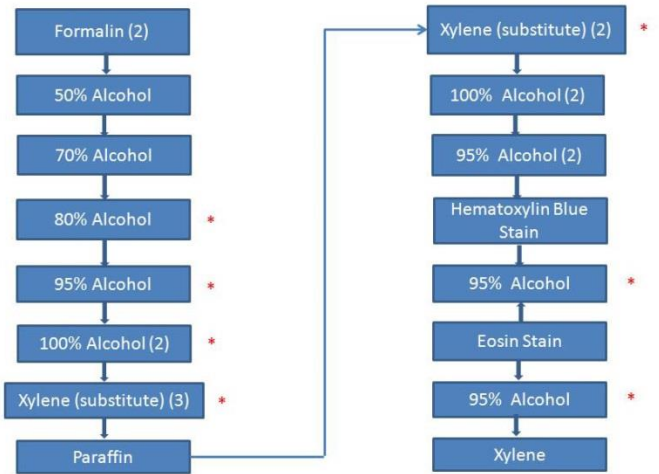 Formalin (2)
50% Alcohol
70% Alcohol
80% Alcohol
*
95% Alcohol
*
100% Alcohol (2)
*
Xylene (substitute) (3)
*
Paraffin
Xylene (substitute) (2)
*
100% Alcohol (2)
95% Alcohol (2)
Hematoxylin Blue
Stain
95% Alcohol
*
Eosin Stain
95% Alcohol
*
Xylene